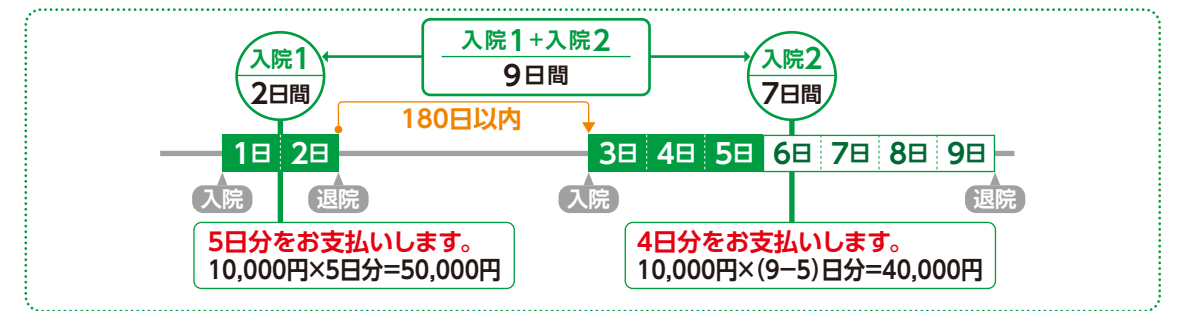 入院1+入院2
9日間
入院1
2日間
入院2
7日間
180日以内
1日 2日
3日 4日 5日 6日 7日 8日 9日
入院 退院 入院 退院
5日分をお支払いします。
10,000円×5日分=50,000円
4日分をお支払いします。
10,000円×(9−5)日分=40,000円